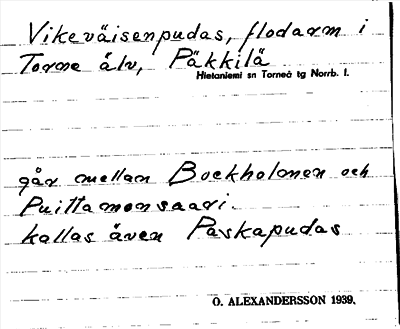 Vikeväisenpudas, flodarm i
Torne älv, Päkkilä
Hietaniemi sn Torneå tg Norrb. l.
går mellan Bockholmen och
Puittamonsaari.
kallas även Paskapudas
O. ALEXANDERSSON 1939.